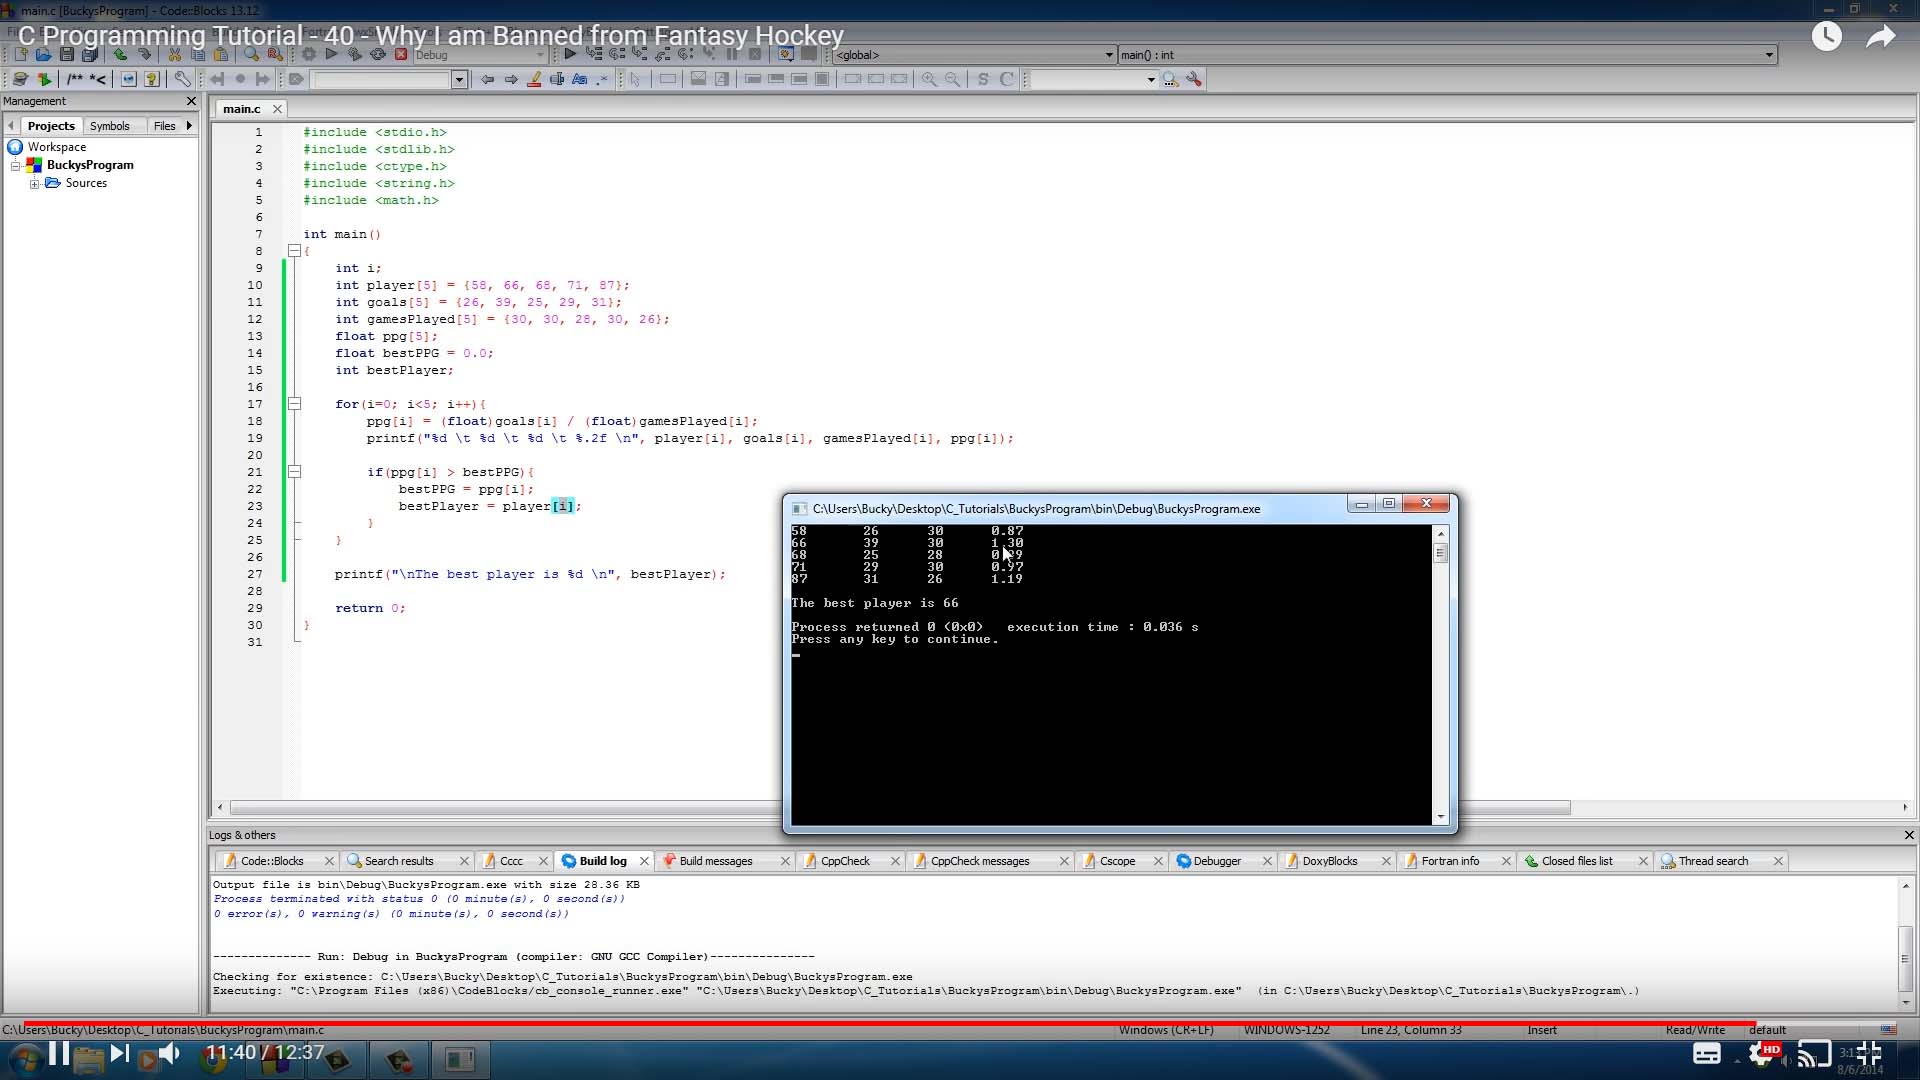 main.c [BuckysProgram] - Code::Blocks 13.12
C Programming Tutorial - 40 - Why I am Banned from Fantasy Hockey
Debug
<global>
main() : int
/** *<
S C
Management
main.c
Projects Symbols Files
Workspace
BuckysProgram
Sources
1 #include <stdio.h>
2 #include <stdlib.h>
3 #include <ctype.h>
4 #include <string.h>
5 #include <math.h>
6
7 int main()
8 {
9 int i;
10 int player[5] = {58, 66, 68, 71, 87};
11 int goals[5] = {26, 39, 25, 29, 31};
12 int gamesPlayed[5] = {30, 30, 28, 30, 26};
13 float ppg[5];
14 float bestPPG = 0.0;
15 int bestPlayer;
16
17 for(i=0; i<5; i++){
18 ppg[i] = (float)goals[i] / (float)gamesPlayed[i];
19 printf("%d \t %d \t %d \t %.2f \n", player[i], goals[i], gamesPlayed[i], ppg[i]);
20
21 if(ppg[i] > bestPPG){
22 bestPPG = ppg[i];
23 bestPlayer = player[i];
24 }
25 }
26
27 printf("\nThe best player is %d \n", bestPlayer);
28
29 return 0;
30 }
31
C:\Users\Bucky\Desktop\C_Tutorials\BuckysProgram\bin\Debug\BuckysProgram.exe
58 26 30 0.87
66 39 30 1.30
68 25 28
71 29 30 0.97
87 31 26 1.19
The best player is 66
Process returned 0 (0x0) execution time : 0.036 s
Press any key to continue.
Logs & others
Code::Blocks Search results Cccc Build log Build messages CppCheck CppCheck messages Cscope Debugger DoxyBlocks Fortran info Closed files list Thread search
Output file is bin\Debug\BuckysProgram.exe with size 28.36 KB
Process terminated with status 0 (0 minute(s), 0 second(s))
0 error(s), 0 warning(s) (0 minute(s), 0 second(s))
-------------- Run: Debug in BuckysProgram (compiler: GNU GCC Compiler)---------------
Checking for existence: C:\Users\Bucky\Desktop\C_Tutorials\BuckysProgram\bin\Debug\BuckysProgram.exe
Executing: "C:\Program Files (x86)\CodeBlocks/cb_console_runner.exe" "C:\Users\Bucky\Desktop\C_Tutorials\BuckysProgram\bin\Debug\BuckysProgram.exe" (in C:\Users\Bucky\Desktop\C_Tutorials\BuckysProgram\.)
C:\Users\Bucky\Desktop\C_Tutorials\BuckysProgram\main.c
Windows (CR+LF) WINDOWS-1252 Line 23, Column 33 Insert Read/Write default
11:40 / 12:37
HD
8/6/2014